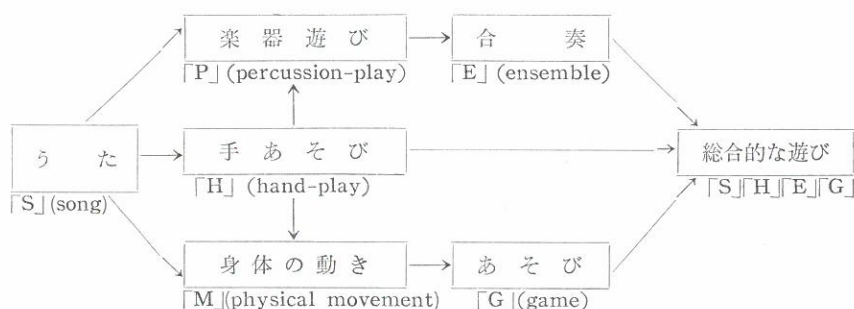 楽器遊び
合奏
「P」(percussion-play)
「E」(ensemble)
うた
手あそび
総合的な遊び
「S」(song)
「H」(hand-play)
「S」「H」「E」「G」
身体の動き
あそび
「M」(physical movement)
「G」(game)